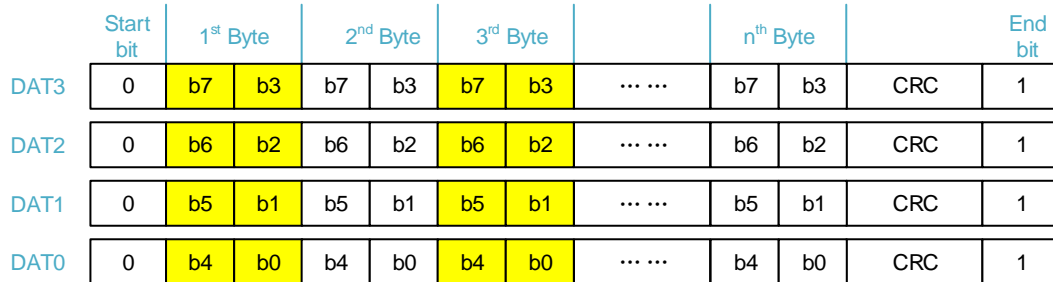 Start bit 1st Byte 2nd Byte 3rd Byte nth Byte End bit
DAT3 0 b7 b3 b7 b3 b7 b3 ... ... b7 b3 CRC 1
DAT2 0 b6 b2 b6 b2 b6 b2 ... ... b6 b2 CRC 1
DAT1 0 b5 b1 b5 b1 b5 b1 ... ... b5 b1 CRC 1
DAT0 0 b4 b0 b4 b0 b4 b0 ... ... b4 b0 CRC 1